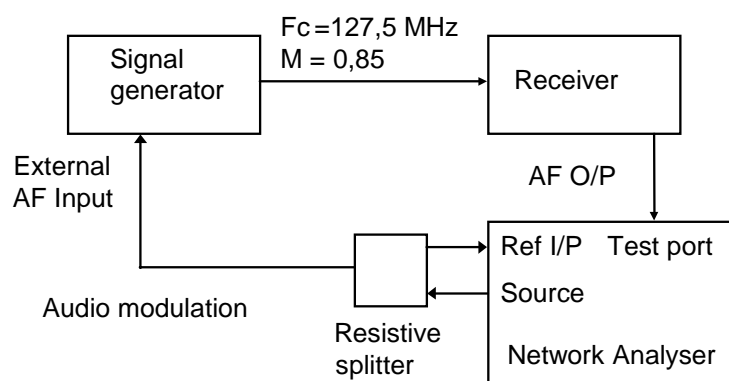 Fc=127,5 MHz
M = 0,85
Signal
generator
Receiver
External
AF Input
AF O/P
Ref I/P Test port
Source
Audio modulation
Resistive
splitter
Network Analyser